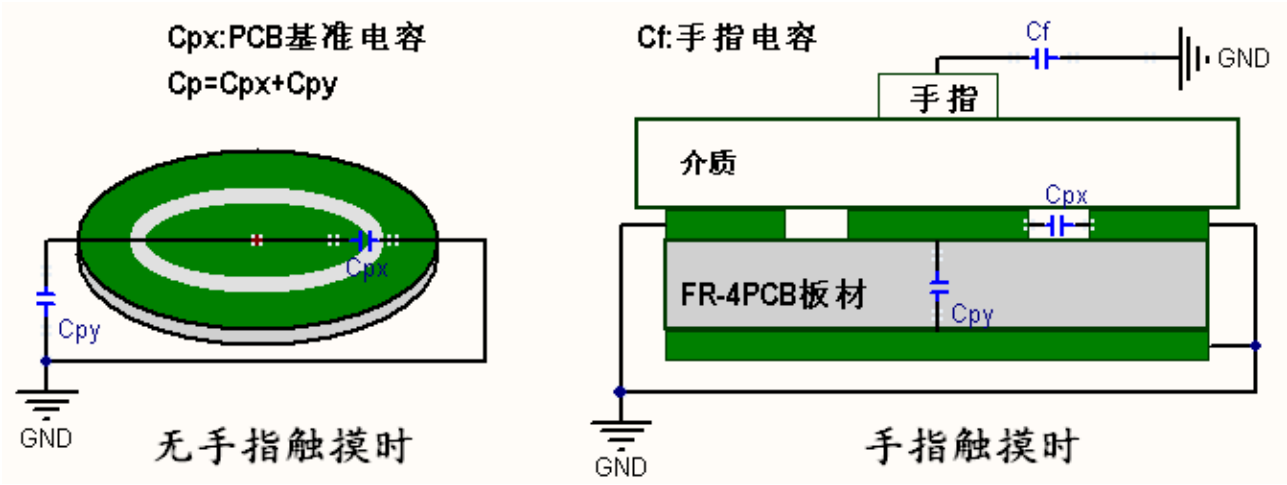 Cpx:PCB基准电容
Cp=Cpx+Cpy
Cpx
Cpy
GND
无手指触摸时
Cf:手指电容
Cf
GND
手指
介质
Cpx
FR-4PCB板材
Cpy
GND
手指触摸时